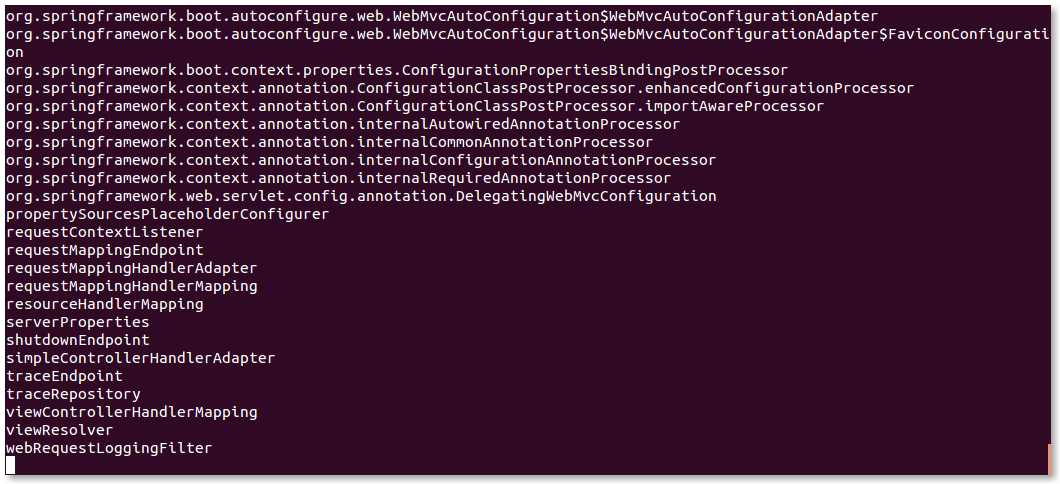 org.springframework.boot.autoconfigure.web.WebMvcAutoConfiguration$WebMvcAutoConfigurationAdapter
org.springframework.boot.autoconfigure.web.WebMvcAutoConfiguration$WebMvcAutoConfigurationAdapter$FaviconConfigurati
on
org.springframework.boot.context.properties.ConfigurationPropertiesBindingPostProcessor
org.springframework.context.annotation.ConfigurationClassPostProcessor.enhancedConfigurationProcessor
org.springframework.context.annotation.ConfigurationClassPostProcessor.importAwareProcessor
org.springframework.context.annotation.internalAutowiredAnnotationProcessor
org.springframework.context.annotation.internalCommonAnnotationProcessor
org.springframework.context.annotation.internalConfigurationAnnotationProcessor
org.springframework.context.annotation.internalRequiredAnnotationProcessor
org.springframework.web.servlet.config.annotation.DelegatingWebMvcConfiguration
propertySourcesPlaceholderConfigurer
requestContextListener
requestMappingEndpoint
requestMappingHandlerAdapter
requestMappingHandlerMapping
resourceHandlerMapping
serverProperties
shutdownEndpoint
simpleControllerHandlerAdapter
traceEndpoint
traceRepository
viewControllerHandlerMapping
viewResolver
webRequestLoggingFilter